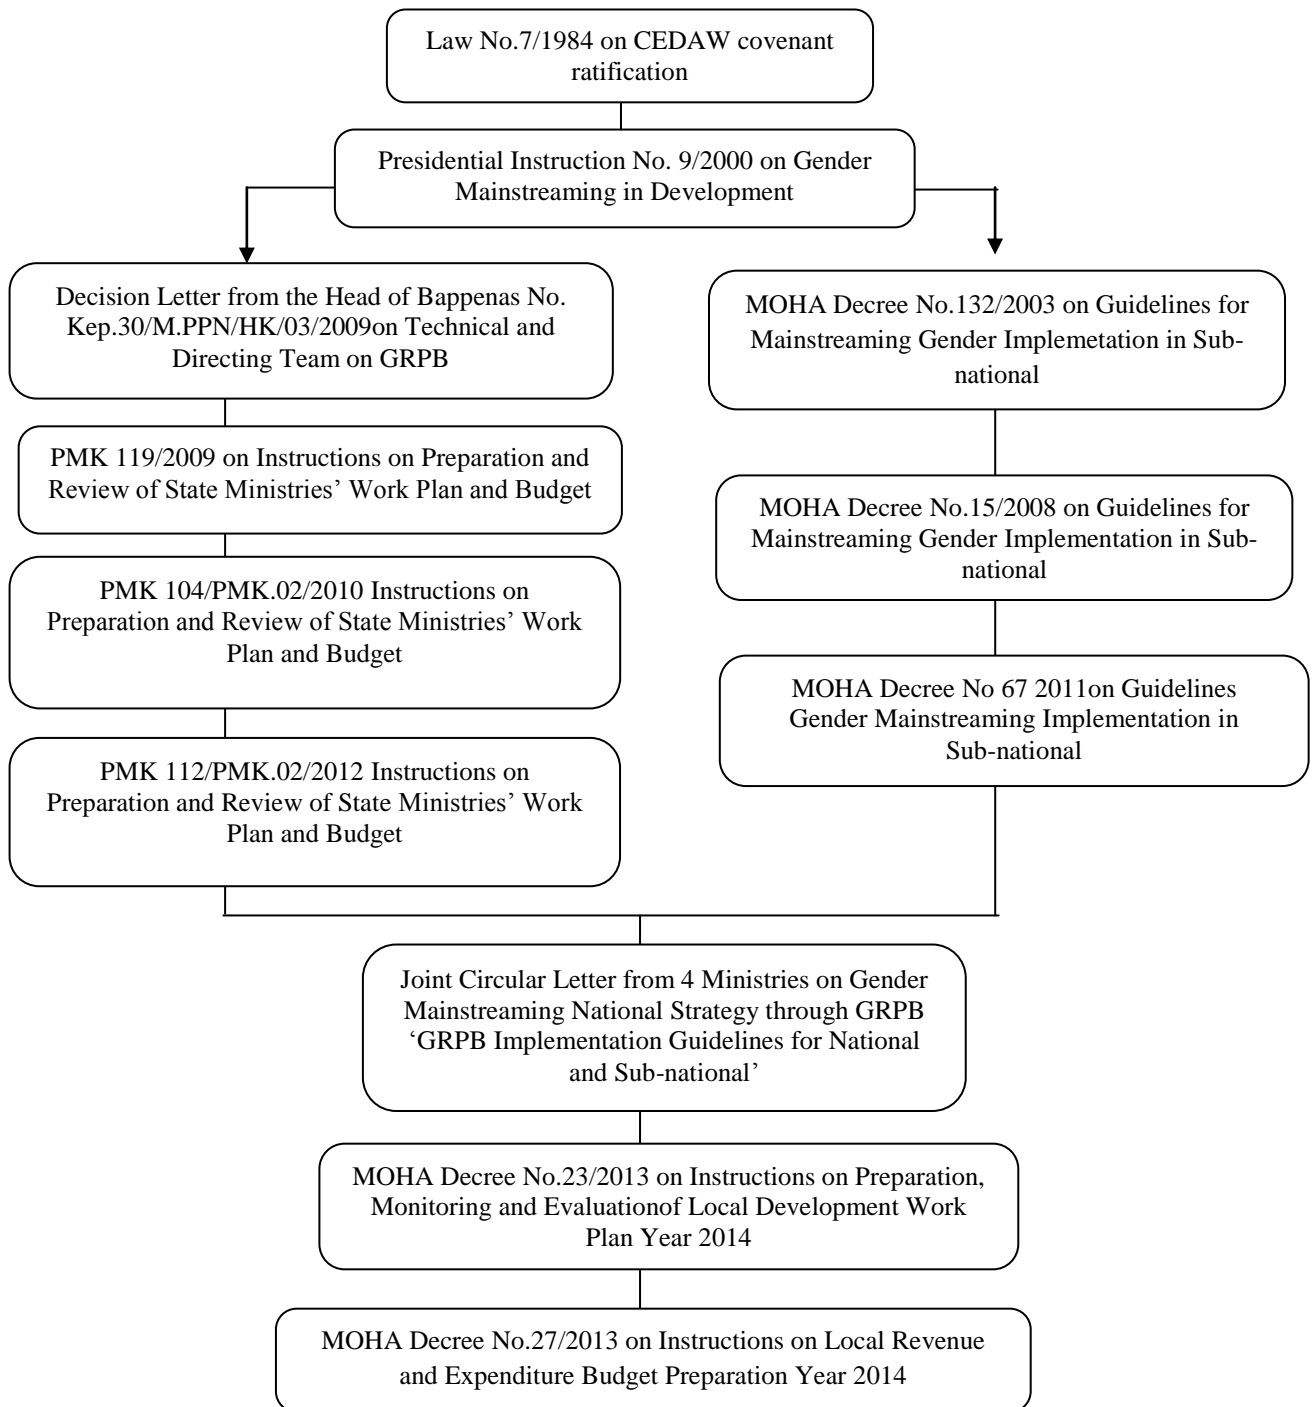 Law No.7/1984 on CEDAW covenant
ratification
Presidential Instruction No. 9/2000 on Gender
Mainstreaming in Development
Decision Letter from the Head of Bappenas No.
Kep.30/M.PPN/HK/03/2009on Technical and
Directing Team on GRPB
PMK 119/2009 on Instructions on Preparation and
Review of State Ministries’ Work Plan and Budget
PMK 104/PMK.02/2010 Instructions on
Preparation and Review of State Ministries’ Work
Plan and Budget
PMK 112/PMK.02/2012 Instructions on
Preparation and Review of State Ministries’ Work
Plan and Budget
MOHA Decree No.132/2003 on Guidelines for
Mainstreaming Gender Implemetation in Sub-
national
MOHA Decree No.15/2008 on Guidelines for
Mainstreaming Gender Implementation in Sub-
national
MOHA Decree No 67 2011on Guidelines
Gender Mainstreaming Implementation in
Sub-national
Joint Circular Letter from 4 Ministries on Gender
Mainstreaming National Strategy through GRPB
‘GRPB Implementation Guidelines for National
and Sub-national’
MOHA Decree No.23/2013 on Instructions on Preparation,
Monitoring and Evaluationof Local Development Work
Plan Year 2014
MOHA Decree No.27/2013 on Instructions on Local Revenue
and Expenditure Budget Preparation Year 2014